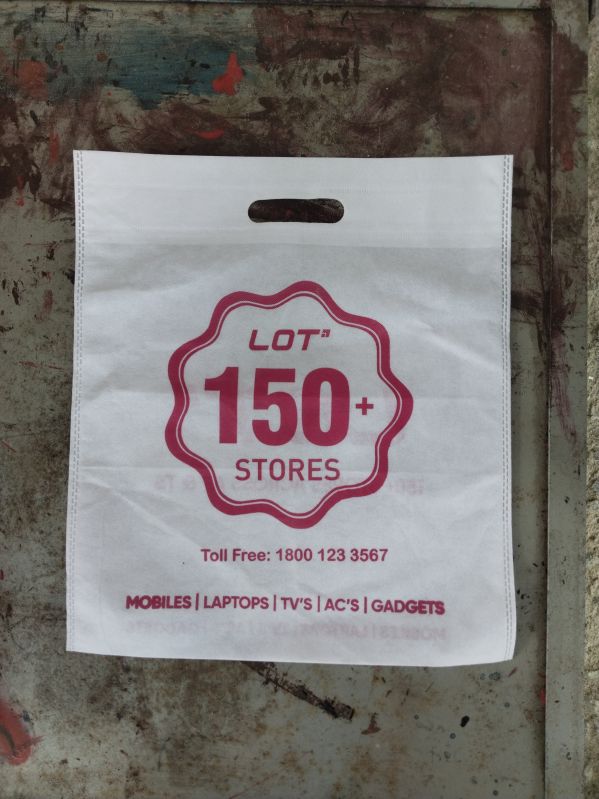 LOT
150+
STORES
Toll Free: 1800 123 3567
MOBILES | LAPTOPS | TV'S | AC'S | GADGETS